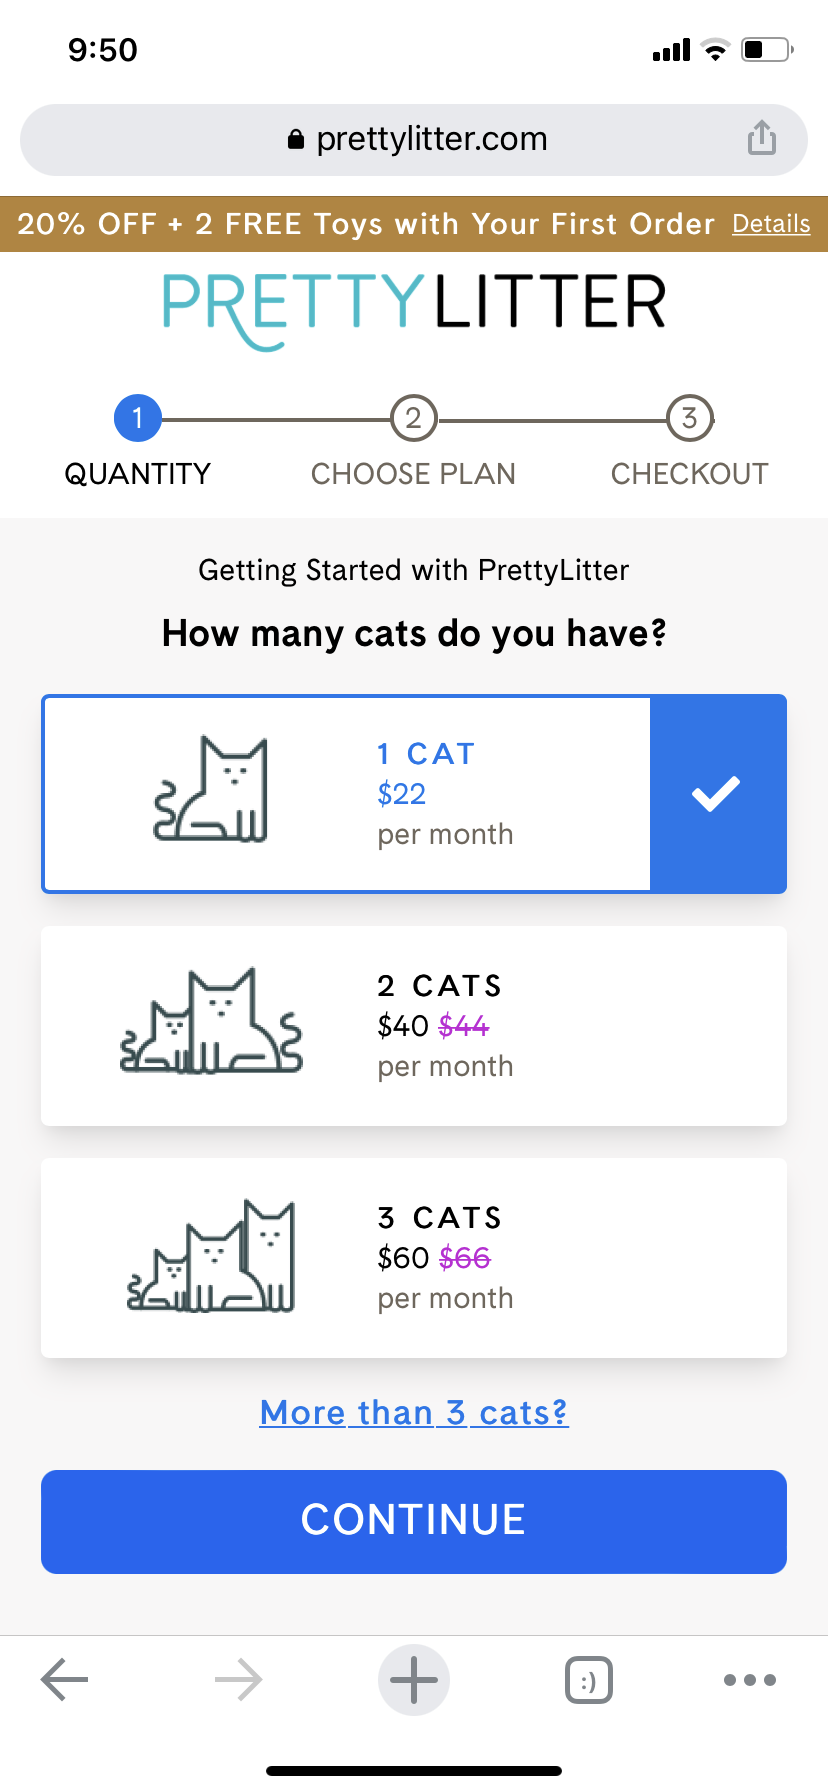 9:50
prettylitter.com
20% OFF + 2 FREE Toys with Your First Order Details
PRETTYLITTER
1 2 3
QUANTITY CHOOSE PLAN CHECKOUT
Getting Started with PrettyLitter
How many cats do you have?
1 CAT
$22
per month
2 CATS
$40 $44
per month
3 CATS
$60 $66
per month
More than 3 cats?
CONTINUE
:)